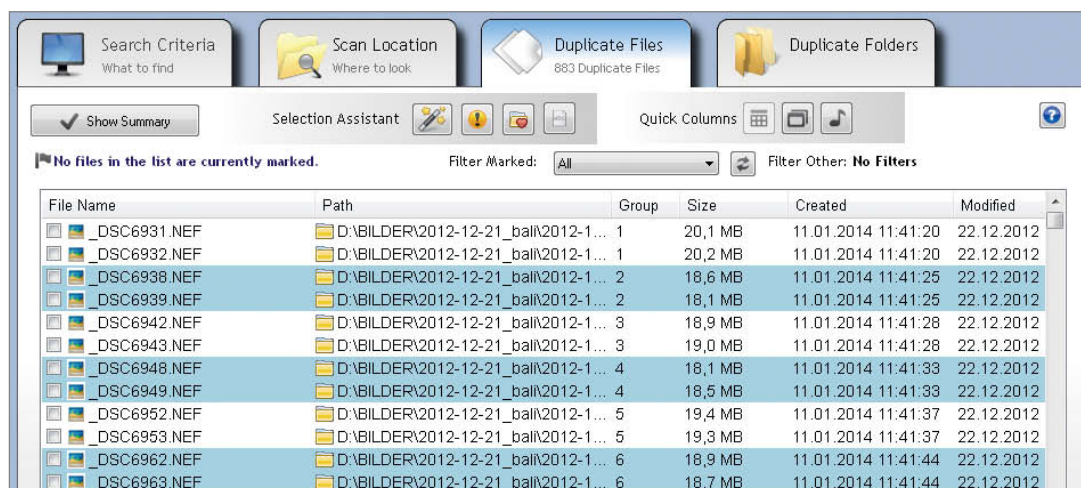 Search Criteria
What to find
Scan Location
Where to look
Duplicate Files
883 Duplicate Files
Duplicate Folders
Show Summary
Selection Assistant
Quick Columns
No files in the list are currently marked.
Filter Marked: All
Filter Other: No Filters
File Name Path Group Size Created Modified
_DSC6931.NEF D:\BILDER\2012-12-21_bali\2012-1... 1 20,1 MB 11.01.2014 11:41:20 22.12.2012
_DSC6932.NEF D:\BILDER\2012-12-21_bali\2012-1... 1 20,2 MB 11.01.2014 11:41:20 22.12.2012
_DSC6938.NEF D:\BILDER\2012-12-21_bali\2012-1... 2 18,6 MB 11.01.2014 11:41:25 22.12.2012
_DSC6939.NEF D:\BILDER\2012-12-21_bali\2012-1... 2 18,1 MB 11.01.2014 11:41:25 22.12.2012
_DSC6942.NEF D:\BILDER\2012-12-21_bali\2012-1... 3 18,9 MB 11.01.2014 11:41:28 22.12.2012
_DSC6943.NEF D:\BILDER\2012-12-21_bali\2012-1... 3 19,0 MB 11.01.2014 11:41:28 22.12.2012
_DSC6948.NEF D:\BILDER\2012-12-21_bali\2012-1... 4 18,1 MB 11.01.2014 11:41:33 22.12.2012
_DSC6949.NEF D:\BILDER\2012-12-21_bali\2012-1... 4 18,5 MB 11.01.2014 11:41:33 22.12.2012
_DSC6952.NEF D:\BILDER\2012-12-21_bali\2012-1... 5 19,4 MB 11.01.2014 11:41:37 22.12.2012
_DSC6953.NEF D:\BILDER\2012-12-21_bali\2012-1... 5 19,3 MB 11.01.2014 11:41:37 22.12.2012
_DSC6962.NEF D:\BILDER\2012-12-21_bali\2012-1... 6 18,9 MB 11.01.2014 11:41:44 22.12.2012
_DSC6963.NEF D:\BILDER\2012-12-21_bali\2012-1... 6 18,7 MB 11.01.2014 11:41:44 22.12.2012